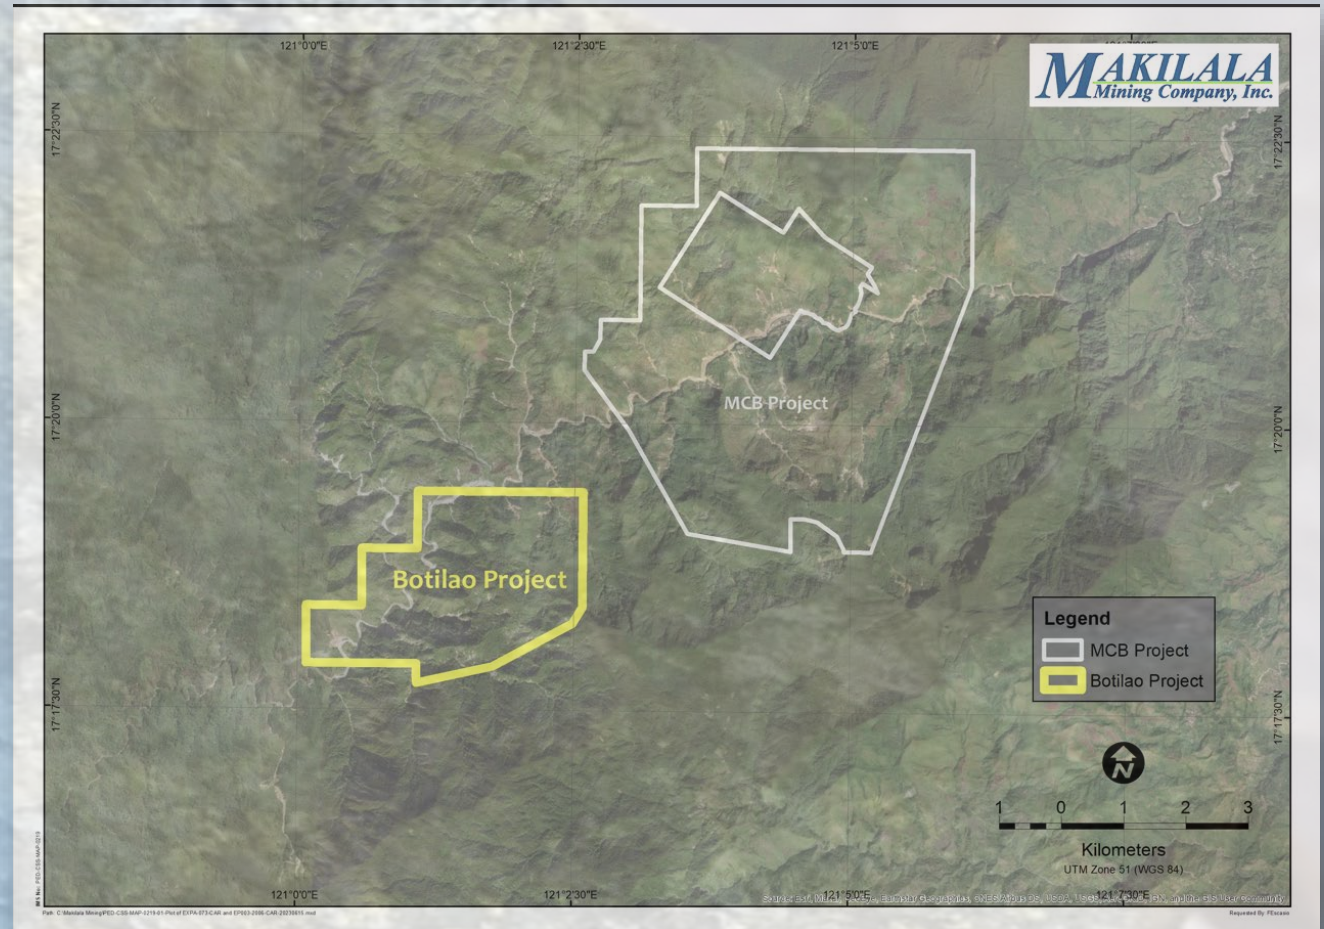 121°0'0"E
121°2'30"E
121°5'0"E
MAKILALA
Mining Company, Inc.
17°22'30"N
17°22'30"N
MCB Project
17°20'0"N
17°20'0"N
Botilao Project
Legend
MCB Project
Botilao Project
17°17'30"N
17°17'30"N
N
1 0 1 2 3
Kilometers
UTM Zone 51 (WGS 84)
121°0'0"E
121°2'30"E
121°5'0"E
121°7'30"E